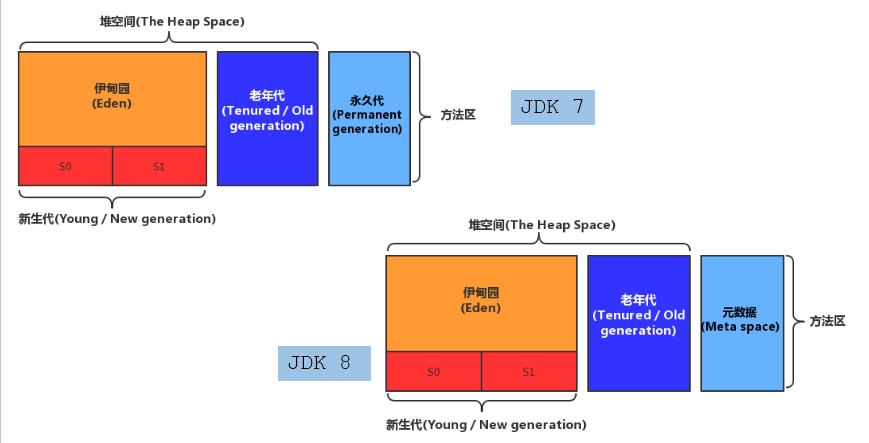 堆空间(The Heap Space)
伊甸园
(Eden)
S0
S1
老年代
(Tenured / Old
generation)
永久代
(Permanent
generation)
方法区
JDK 7
新生代(Young / New generation)
堆空间(The Heap Space)
伊甸园
(Eden)
S0
S1
老年代
(Tenured / Old
generation)
元数据
(Meta space)
方法区
JDK 8
新生代(Young / New generation)